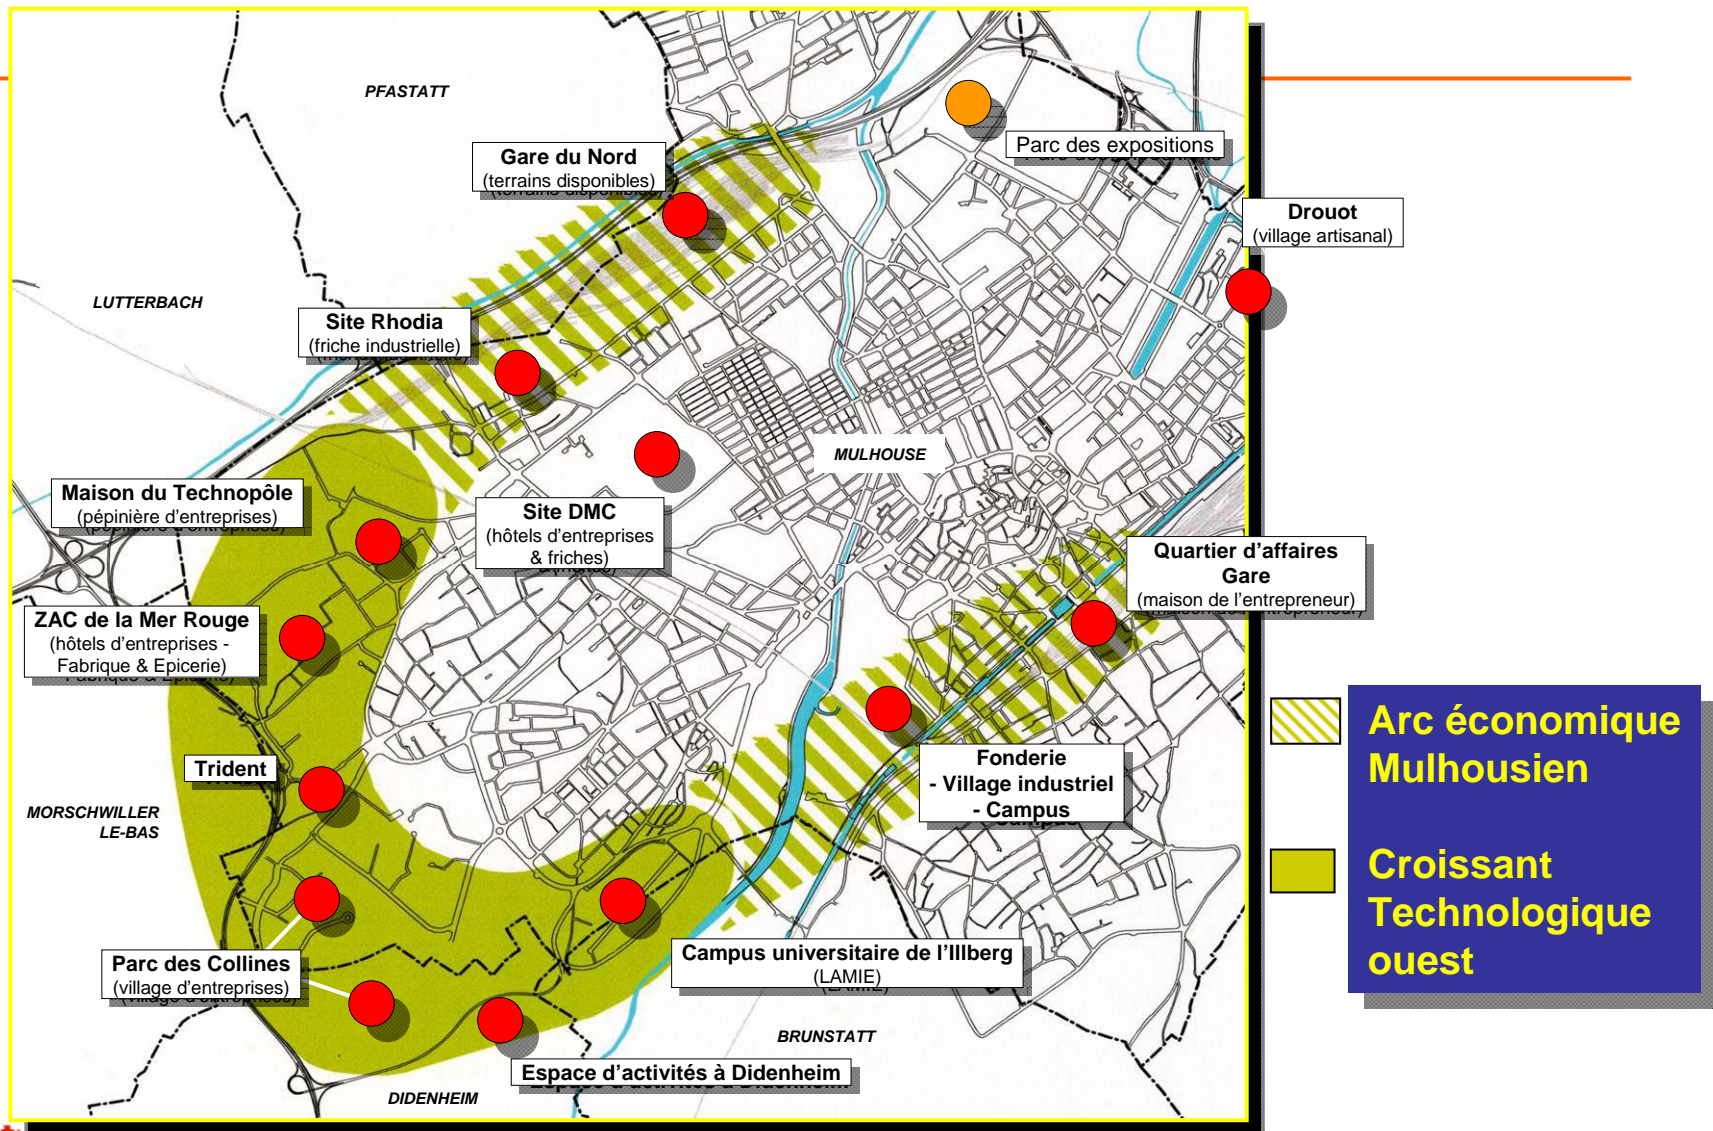 PFASTATT
Parc des expositions
Gare du Nord
(terrains disponibles)
Drouot
(village artisanal)
LUTTERBACH
Site Rhodia
(friche industrielle)
MULHOUSE
Maison du Technopôle
(pépinière d’entreprises)
Site DMC
(hôtels d’entreprises
& friches)
Quartier d’affaires
Gare
(maison de l’entrepreneur)
ZAC de la Mer Rouge
(hôtels d’entreprises -
Fabrique & Epicerie)
Trident
Fonderie
- Village industriel
- Campus
MORSCHWILLER
LE-BAS
Parc des Collines
(village d’entreprises)
Campus universitaire de l’Illberg
(LAMIE)
BRUNSTATT
Espace d’activités à Didenheim
DIDENHEIM
Arc économique
Mulhousien
Croissant
Technologique
ouest